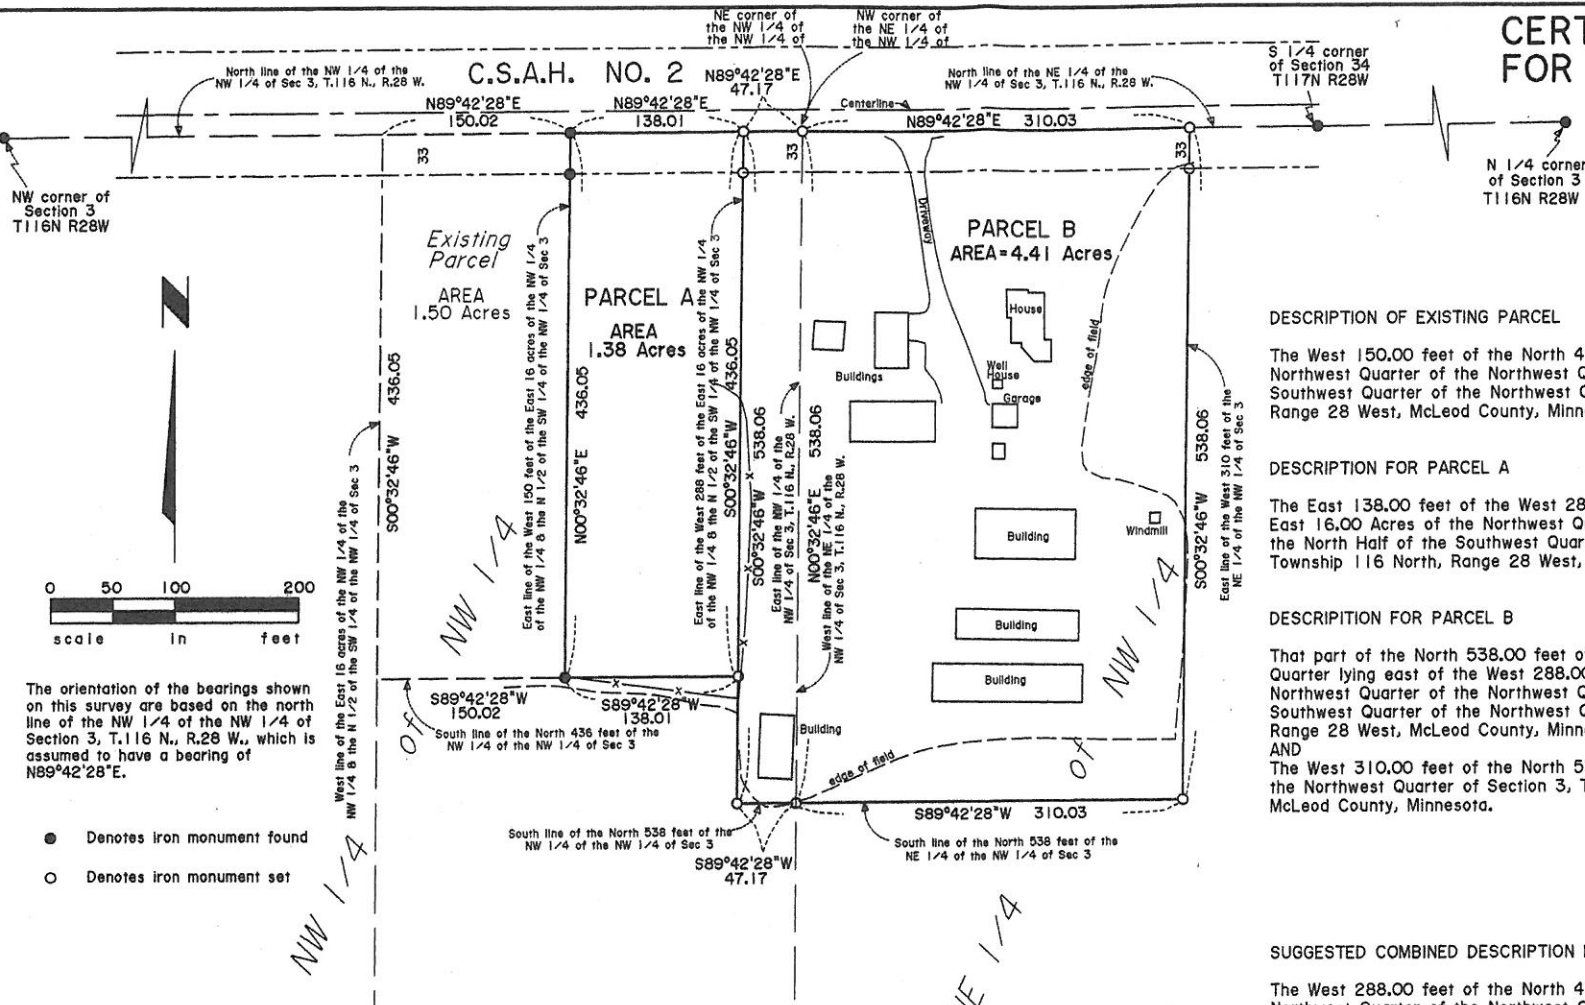 NE corner of
the NW 1/4 of
the NW 1/4 of
NW corner of
the NE 1/4 of
the NW 1/4 of
CERT
FOR
S 1/4 corner
of Section 34
T117N R28W
North line of the NW 1/4 of the
NW 1/4 of Sec 3, T.116 N., R.28 W.
C.S.A.H. NO. 2
N89°42'28"E
47.17
North line of the NE 1/4 of the
NW 1/4 of Sec 3, T.116 N., R.28 W.
N89°42'28"E
150.02
N89°42'28"E
138.01
Centerline
N89°42'28"E 310.03
33
33
33
NW corner of
Section 3
T116N R28W
N 1/4 corner
of Section 3
T116N R28W
Existing
Parcel
AREA
1.50 Acres
PARCEL A
AREA
1.38 Acres
PARCEL B
AREA=4.41 Acres
Driveway
House
Well
House
Garage
Buildings
edge of field
Windmill
Building
Building
Building
Building
edge of field
N
0 50 100 200
scale in feet
West line of the East 16 acres of the NW 1/4 of the
NW 1/4 & the N 1/2 of the SW 1/4 of the NW 1/4 of Sec 3
S00°32'46"W 436.05
East line of the West 150 feet of the East 16 acres of the NW 1/4
of the NW 1/4 & the N 1/2 of the SW 1/4 of the NW 1/4 of Sec 3
N00°32'46"E 436.05
East line of the West 288 feet of the East 16 acres of the NW 1/4
of the NW 1/4 & the N 1/2 of the SW 1/4 of the NW 1/4 of Sec 3
S00°32'46"W 436.05
S00°32'46"W 538.06
East line of the NW 1/4 of the
NW 1/4 of Sec 3, T.116 N., R.28 W.
N00°32'46"E 538.06
West line of the NE 1/4 of the
NW 1/4 of Sec 3, T.116 N., R.28 W.
S00°32'46"W 538.06
East line of the West 310 feet of the
NE 1/4 of the NW 1/4 of Sec 3
NW 1/4
of
NW 1/4
NW 1/4
of
NE 1/4
S89°42'28"W
150.02
S89°42'28"W
138.01
South line of the North 436 feet of the
NW 1/4 of the NW 1/4 of Sec 3
South line of the North 538 feet of the
NW 1/4 of the NW 1/4 of Sec 3
S89°42'28"W
47.17
S89°42'28"W 310.03
South line of the North 538 feet of the
NE 1/4 of the NW 1/4 of Sec 3
The orientation of the bearings shown
on this survey are based on the north
line of the NW 1/4 of the NW 1/4 of
Section 3, T.116 N., R.28 W., which is
assumed to have a bearing of
N89°42'28"E.
Denotes iron monument found
Denotes iron monument set
DESCRIPTION OF EXISTING PARCEL
The West 150.00 feet of the North 4
Northwest Quarter of the Northwest Q
Southwest Quarter of the Northwest Q
Range 28 West, McLeod County, Minn
DESCRIPTION FOR PARCEL A
The East 138.00 feet of the West 28
East 16.00 Acres of the Northwest Q
the North Half of the Southwest Quar
Township 116 North, Range 28 West,
DESCRIPITION FOR PARCEL B
That part of the North 538.00 feet o
Quarter lying east of the West 288.00
Northwest Quarter of the Northwest Q
Southwest Quarter of the Northwest Q
Range 28 West, McLeod County, Minn
AND
The West 310.00 feet of the North 5
the Northwest Quarter of Section 3, T
McLeod County, Minnesota.
SUGGESTED COMBINED DESCRIPTION
The West 288.00 feet of the North 4
Northwest Quarter of the Northwest